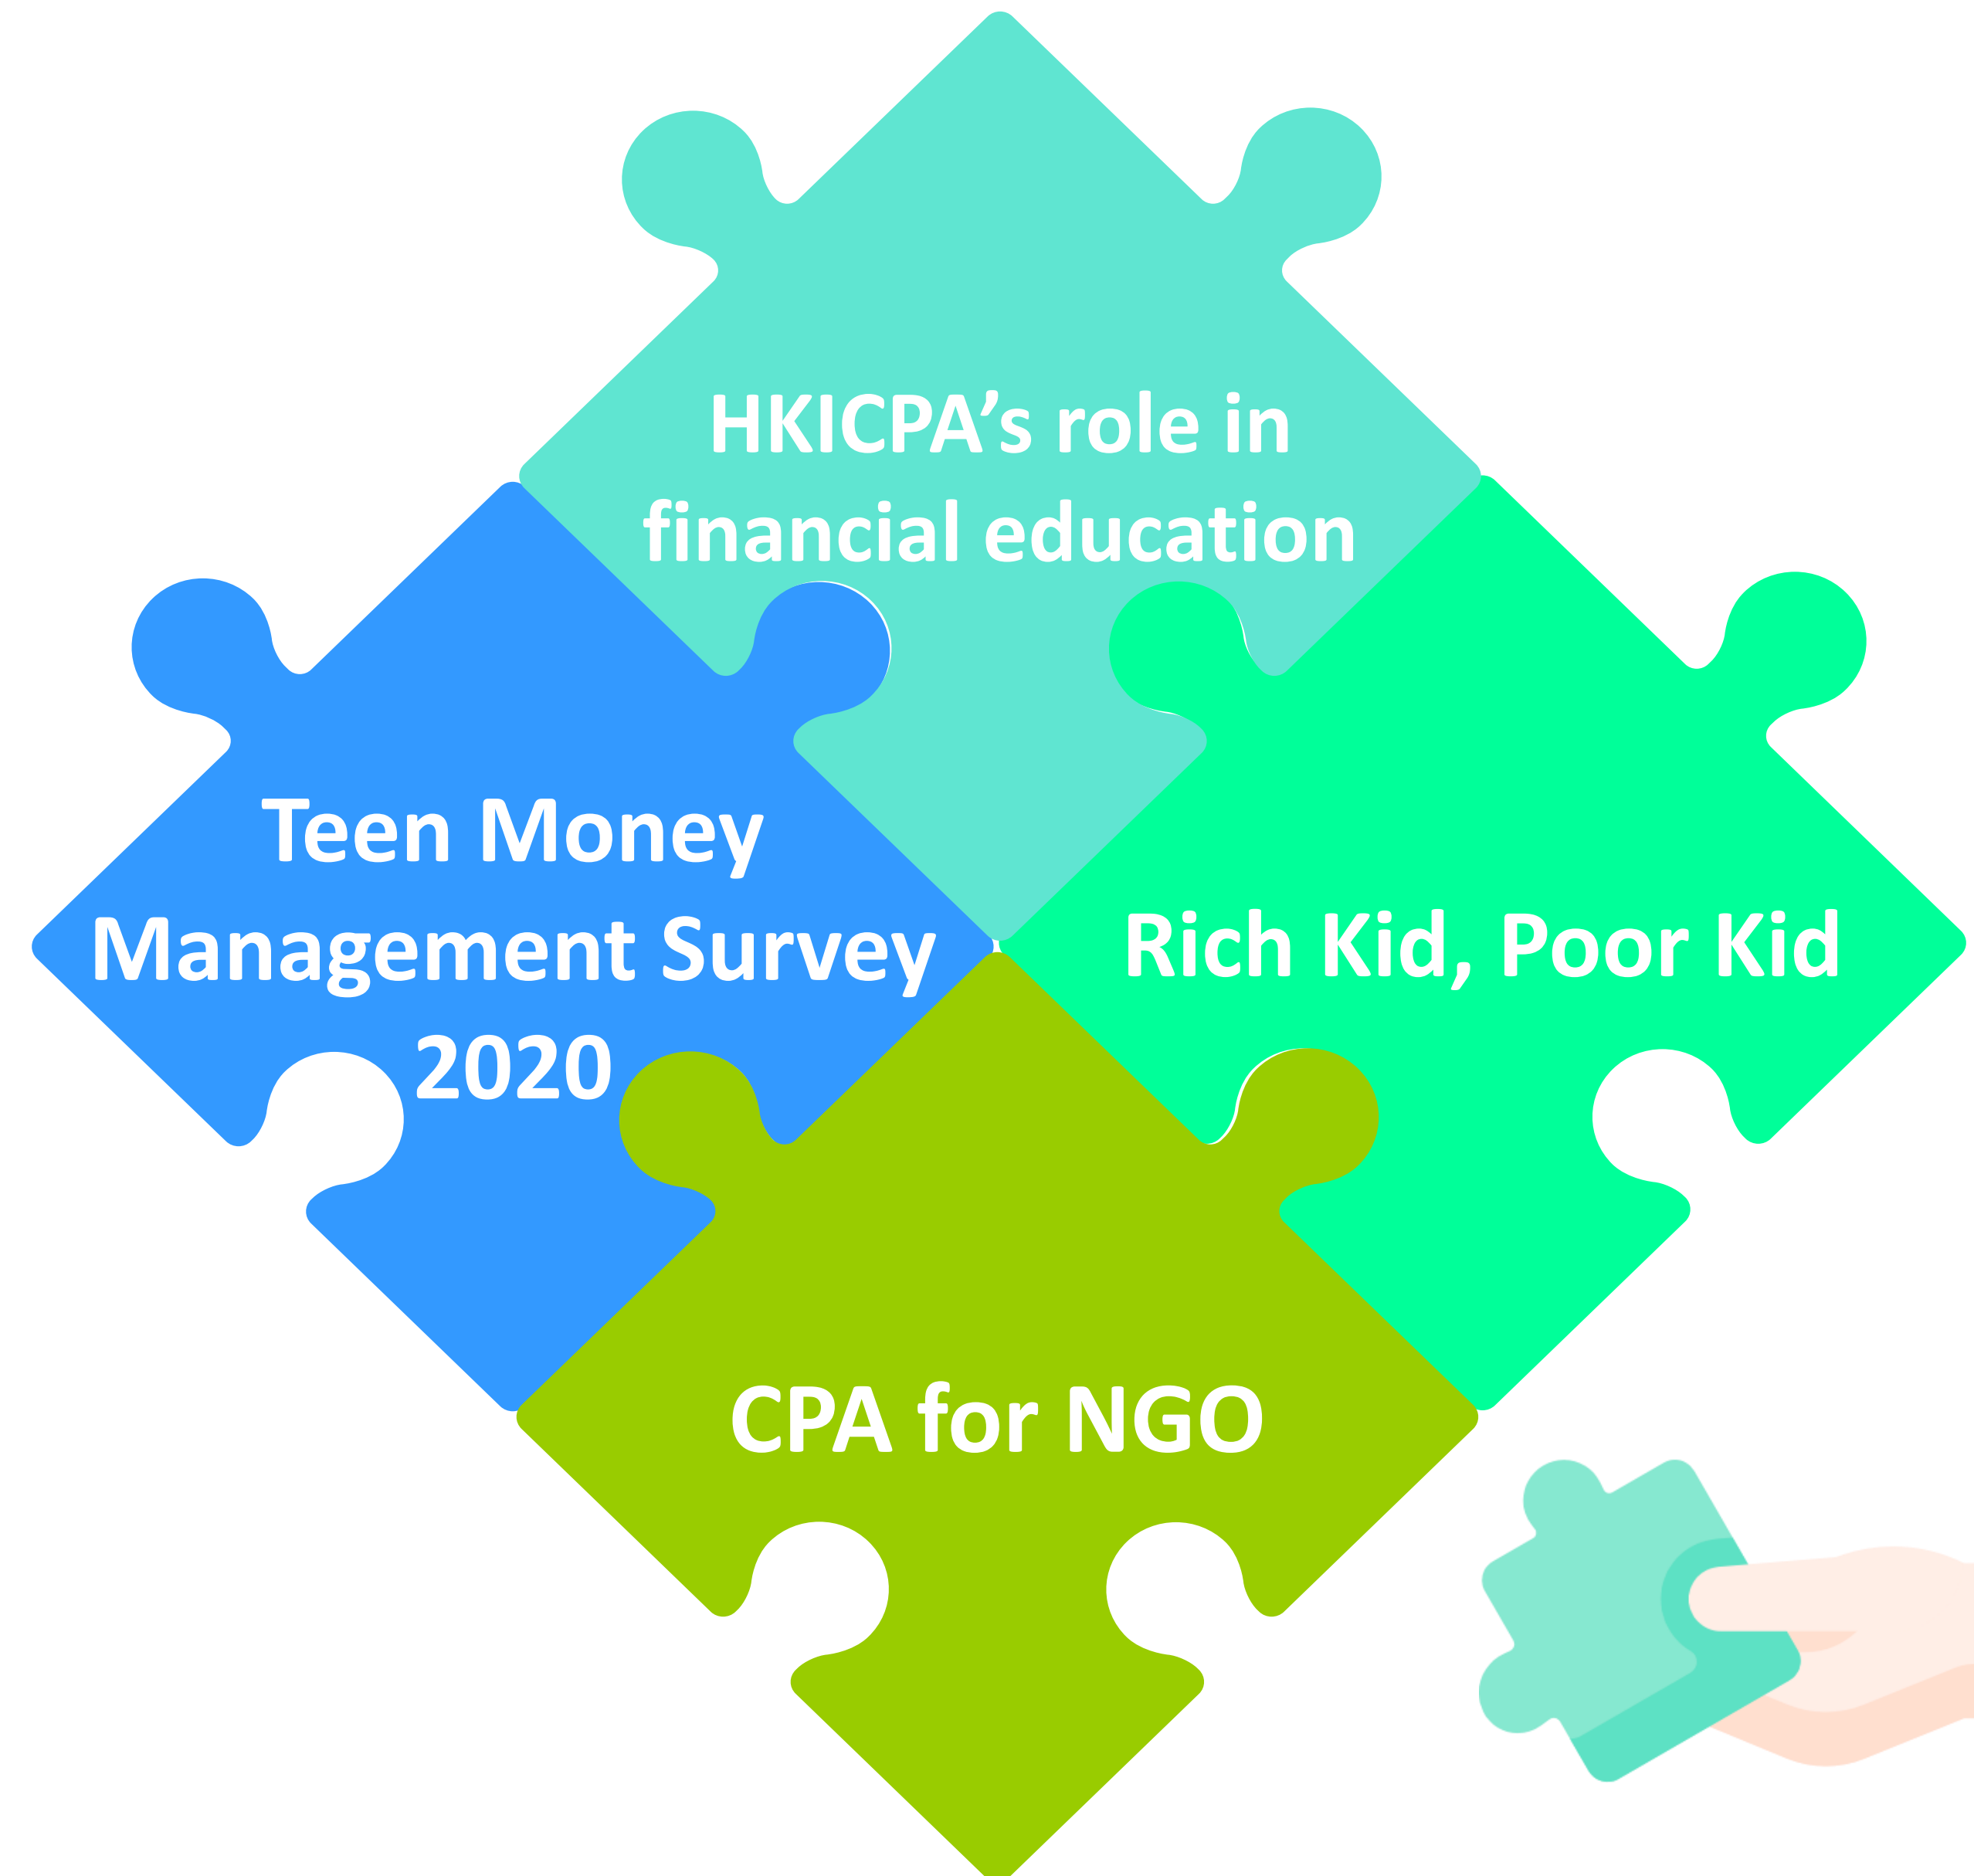 HKICPA's role in
financial education
Teen Money
Management Survey
2020
Rich Kid, Poor Kid
CPA for NGO